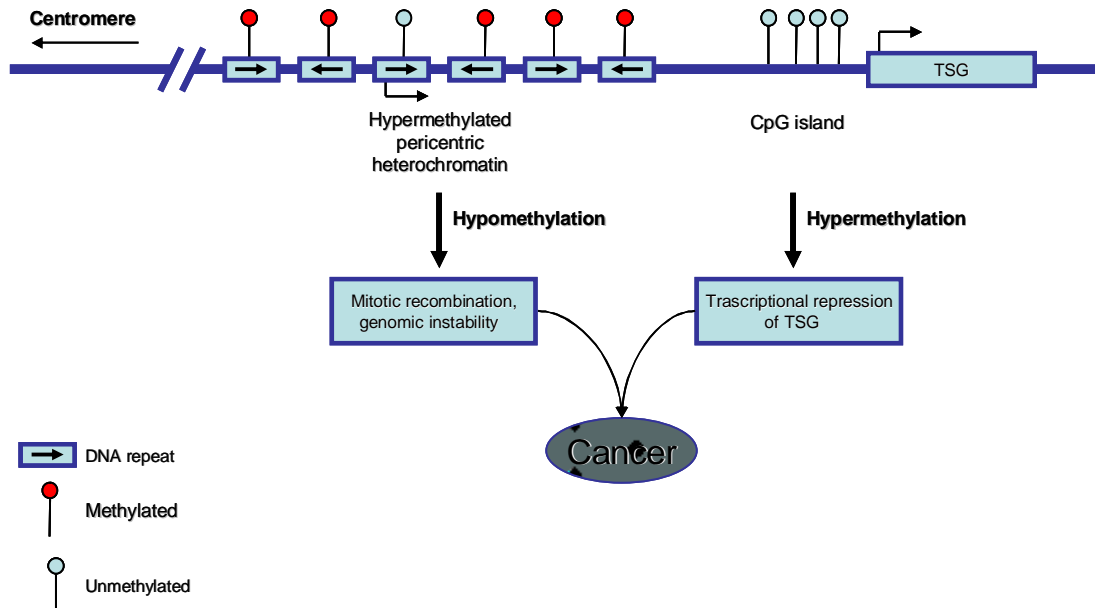 Centromere
TSG
Hypermethylated
pericentric
heterochromatin
CpG island
Hypomethylation
Hypermethylation
Mitotic recombination,
genomic instability
Trascriptional repression
of TSG
Cancer
DNA repeat
Methylated
Unmethylated